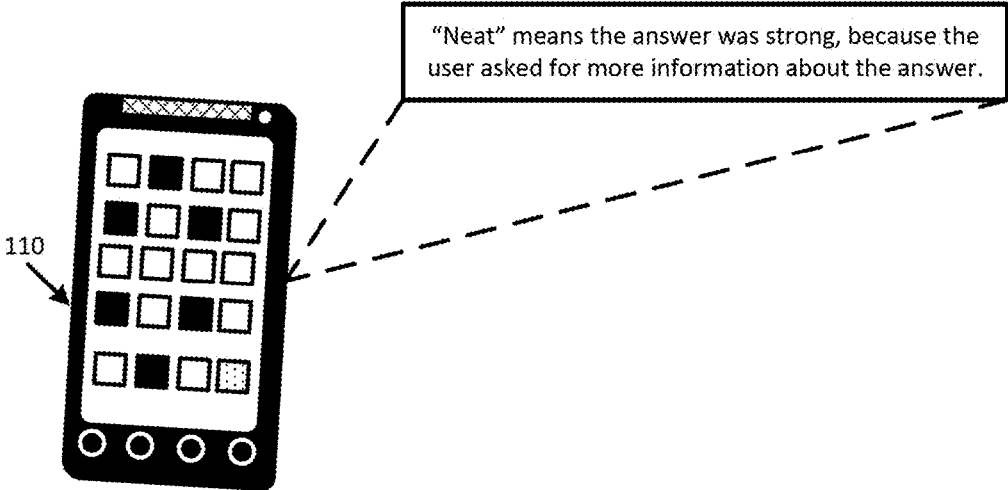 “Neat” means the answer was strong, because the
user asked for more information about the answer.
110